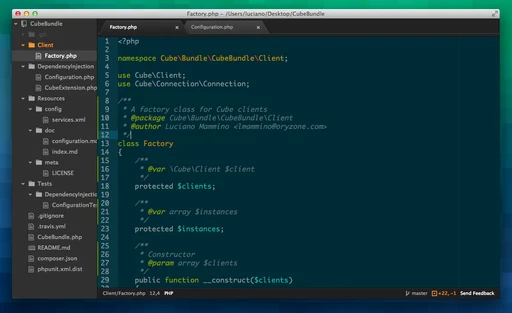 Factory.php - /Users/luciano/Desktop/CubeBundle
CubeBundle
.git
Client
Factory.php
DependencyInjection
Configuration.php
CubeExtension.php
Resources
config
services.xml
doc
configuration.md
index.md
meta
LICENSE
Tests
DependencyInjection
ConfigurationTes
.gitignore
.travis.yml
CubeBundle.php
README.md
composer.json
phpunit.xml.dist
Factory.php
Configuration.php
1 <?php
2
3 namespace Cube\Bundle\CubeBundle\Client;
4
5 use Cube\Client;
6 use Cube\Connection\Connection;
7
8 /**
9 * A factory class for Cube clients
10 * @package Cube\Bundle\CubeBundle\Client
11 * @author Luciano Mammino <lmammino@oryzone.com>
12 */
13 class Factory
14 {
15 /**
16 * @var \Cube\Client $client
17 */
18 protected $clients;
19
20 /**
21 * @var array $instances
22 */
23 protected $instances;
24
25 /**
26 * Constructor
27 * @param array $clients
28 */
29 public function __construct($clients)
Client/Factory.php 12,4 PHP
master +22, -1 Send Feedback